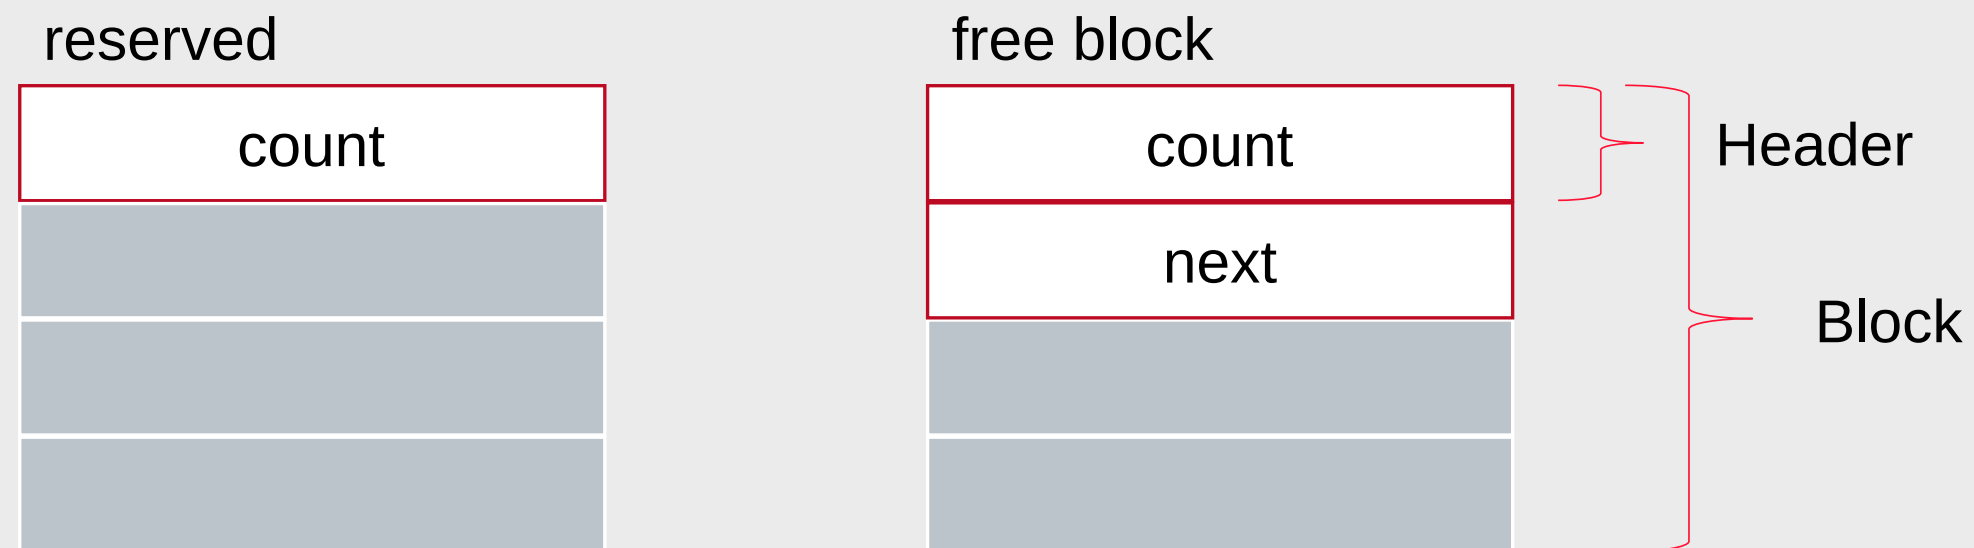 reserved
free block
count
count
Header
next
Block